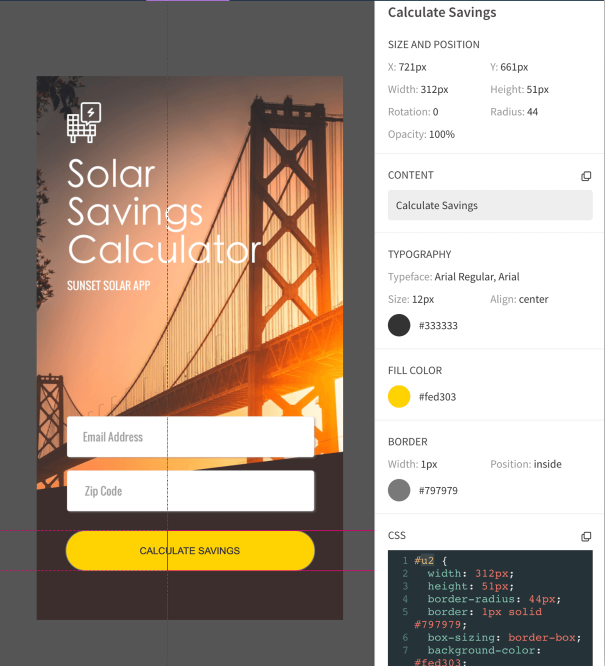 Solar
Savings
Calculator
SUNSET SOLAR APP
Email Address
Zip Code
CALCULATE SAVINGS
Calculate Savings
SIZE AND POSITION
X: 721px Y: 661px
Width: 312px Height: 51px
Rotation: 0 Radius: 44
Opacity: 100%
CONTENT
Calculate Savings
TYPOGRAPHY
Typeface: Arial Regular, Arial
Size: 12px Align: center
#333333
FILL COLOR
#fed303
BORDER
Width: 1px Position: inside
#797979
CSS
1 #u2 {
2 width: 312px;
3 height: 51px;
4 border-radius: 44px;
5 border: 1px solid
#797979;
6 box-sizing: border-box;
7 background-color:
#fed303;